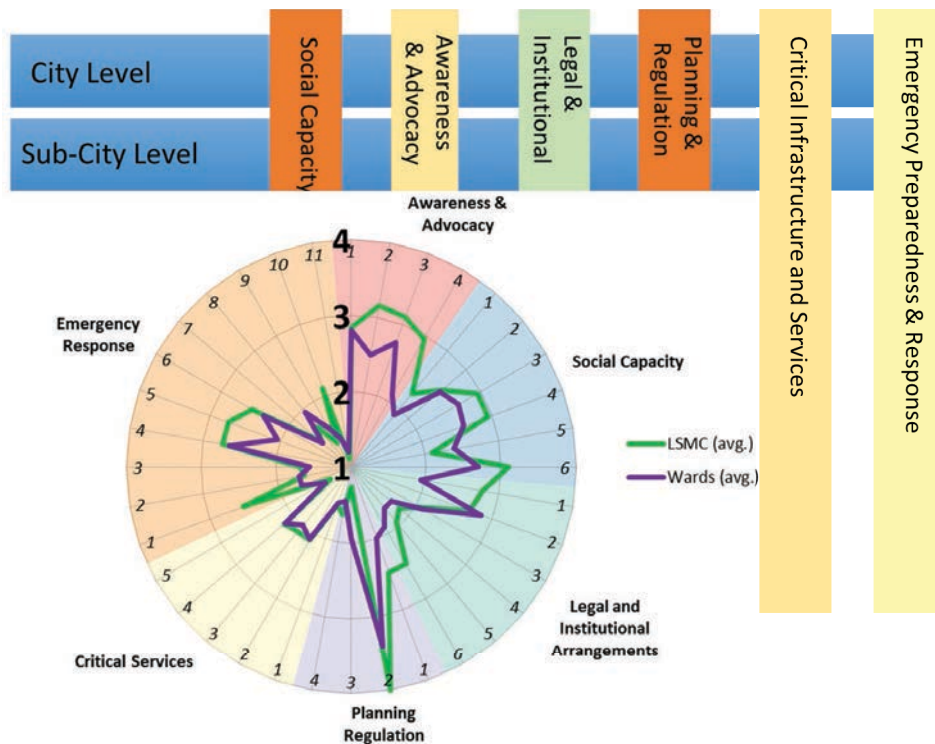 City Level
Sub-City Level
Social Capacity
Awareness
& Advocacy
Legal &
Institutional
Planning &
Regulation
Critical Infrastructure and Services
Emergency Preparedness & Response
Awareness &
Advocacy
1
2
3
4
Social Capacity
1
2
3
4
5
6
Legal and
Institutional
Arrangements
1
2
3
4
5
6
Planning
Regulation
1
2
3
4
Critical Services
1
2
3
4
5
Emergency
Response
1
2
3
4
5
6
7
8
9
10
11
4
3
2
1
LSMC (avg.)
Wards (avg.)